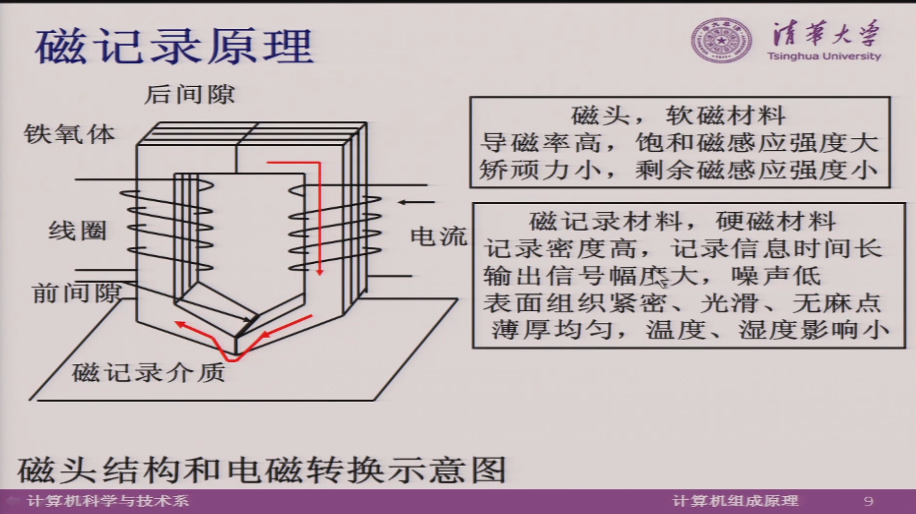 磁记录原理
清华大学
Tsinghua University
后间隙
铁氧体
线圈
前间隙
电流
磁记录介质
磁头，软磁材料
导磁率高，饱和磁感应强度大
矫顽力小，剩余磁感应强度小
磁记录材料，硬磁材料
记录密度高，记录信息时间长
输出信号幅度大，噪声低
表面组织紧密、光滑、无麻点
薄厚均匀，温度、湿度影响小
磁头结构和电磁转换示意图
计算机科学与技术系
计算机组成原理
9